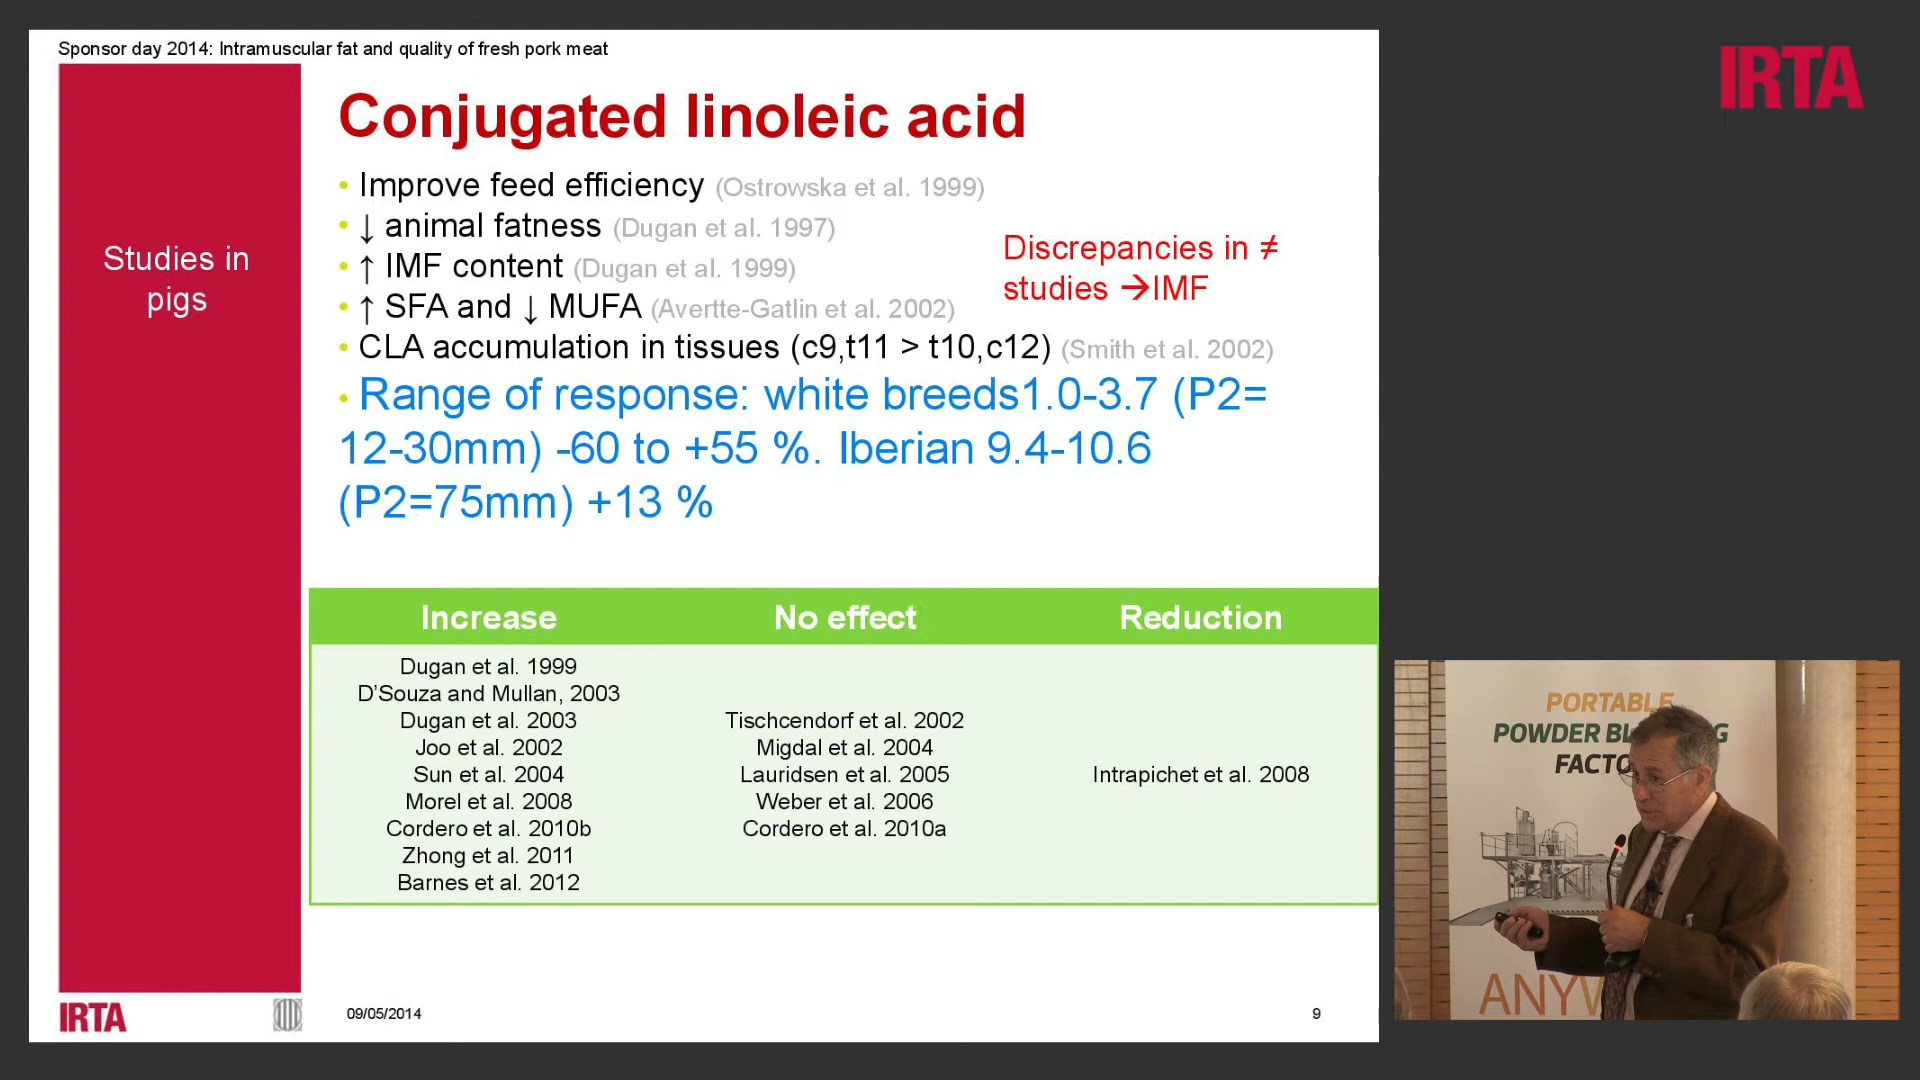 Sponsor day 2014: Intramuscular fat and quality of fresh pork meat
IRTA
Studies in
pigs
Conjugated linoleic acid
• Improve feed efficiency (Ostrowska et al. 1999)
• ↓ animal fatness (Dugan et al. 1997)
• ↑ IMF content (Dugan et al. 1999)
• ↑ SFA and ↓ MUFA (Avertte-Gatlin et al. 2002)
• CLA accumulation in tissues (c9,t11 > t10,c12) (Smith et al. 2002)
Discrepancies in ≠
studies →IMF
• Range of response: white breeds1.0-3.7 (P2=
12-30mm) -60 to +55 %. Iberian 9.4-10.6
(P2=75mm) +13 %
Increase
Dugan et al. 1999
D’Souza and Mullan, 2003
Dugan et al. 2003
Joo et al. 2002
Sun et al. 2004
Morel et al. 2008
Cordero et al. 2010b
Zhong et al. 2011
Barnes et al. 2012
No effect
Tischcendorf et al. 2002
Migdal et al. 2004
Lauridsen et al. 2005
Weber et al. 2006
Cordero et al. 2010a
Reduction
Intrapichet et al. 2008
IRTA
09/05/2014
9
PORTABLE
POWDER